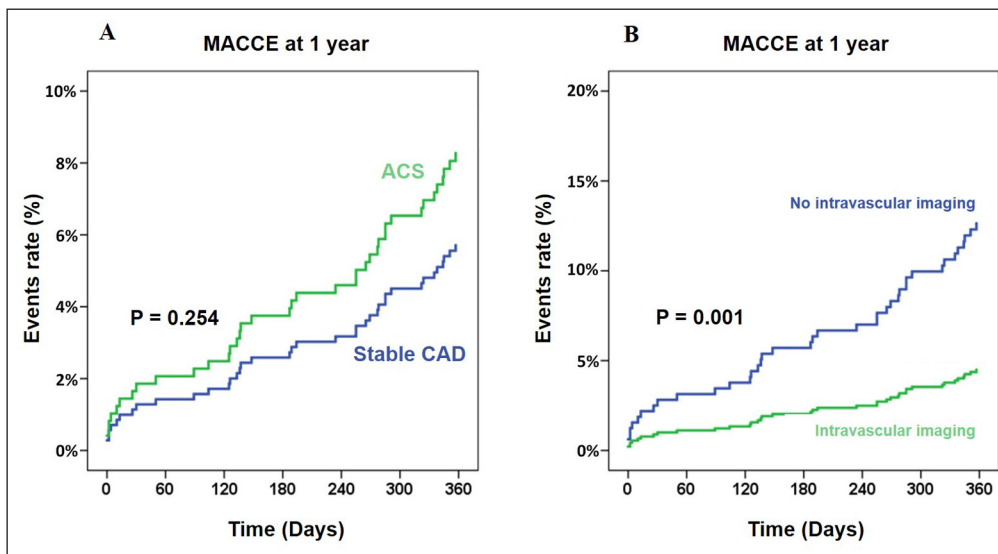 A
MACCE at 1 year
10%
8%
6%
4%
2%
0%
Events rate (%)
ACS
P = 0.254
Stable CAD
0
60
120
180
240
300
360
Time (Days)
B
MACCE at 1 year
20%
15%
10%
5%
0%
Events rate (%)
No intravascular imaging
P = 0.001
Intravascular imaging
0
60
120
180
240
300
360
Time (Days)